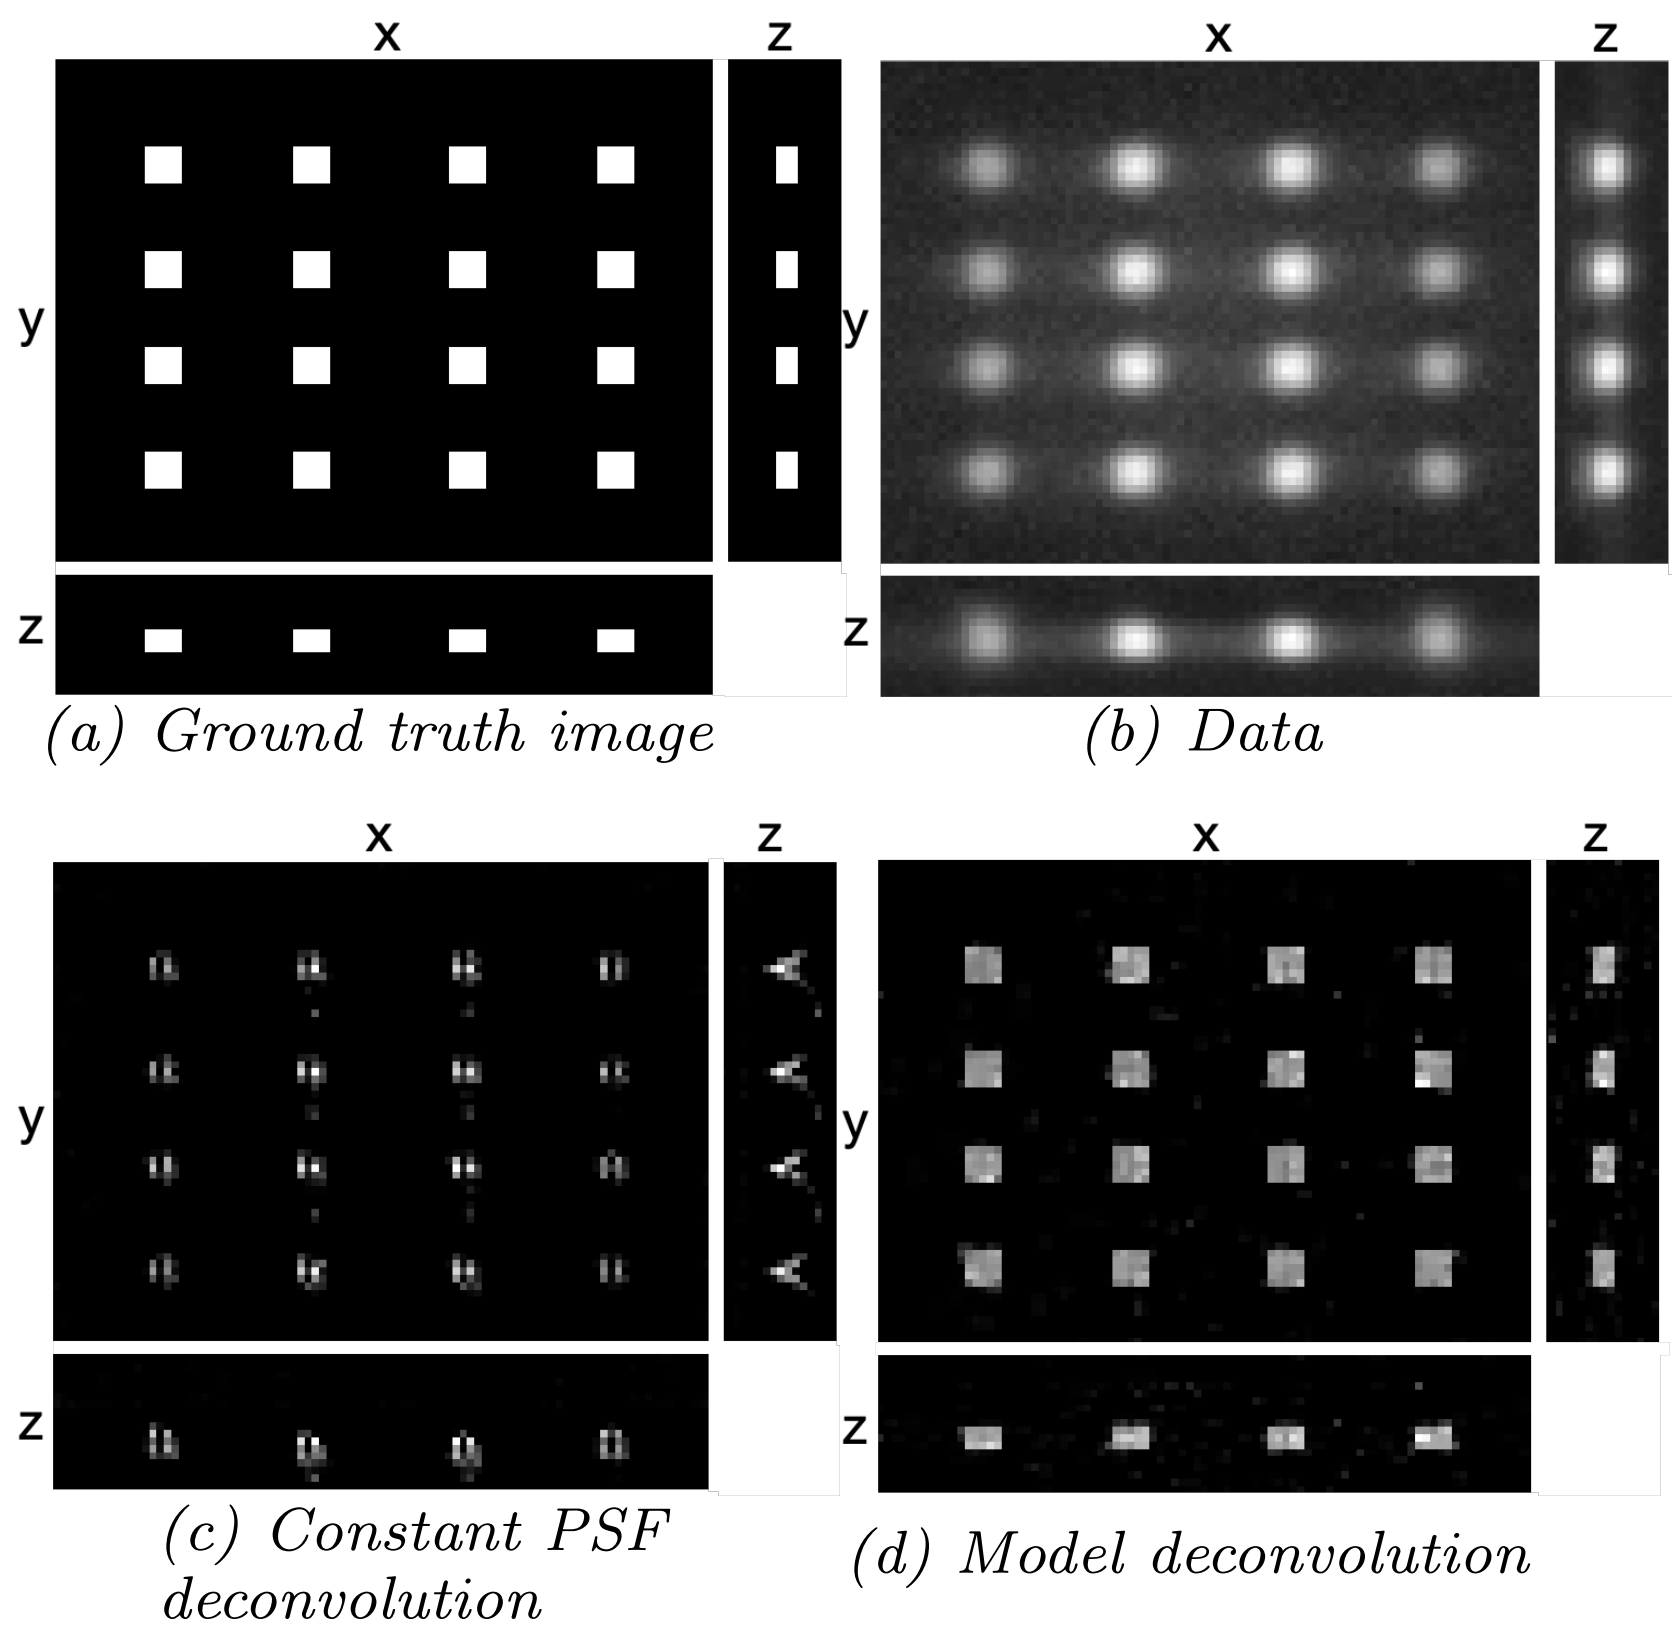 x z x z
y y
z z
(a) Ground truth image (b) Data
x z x z
y y
z z
(c) Constant PSF
deconvolution
(d) Model deconvolution